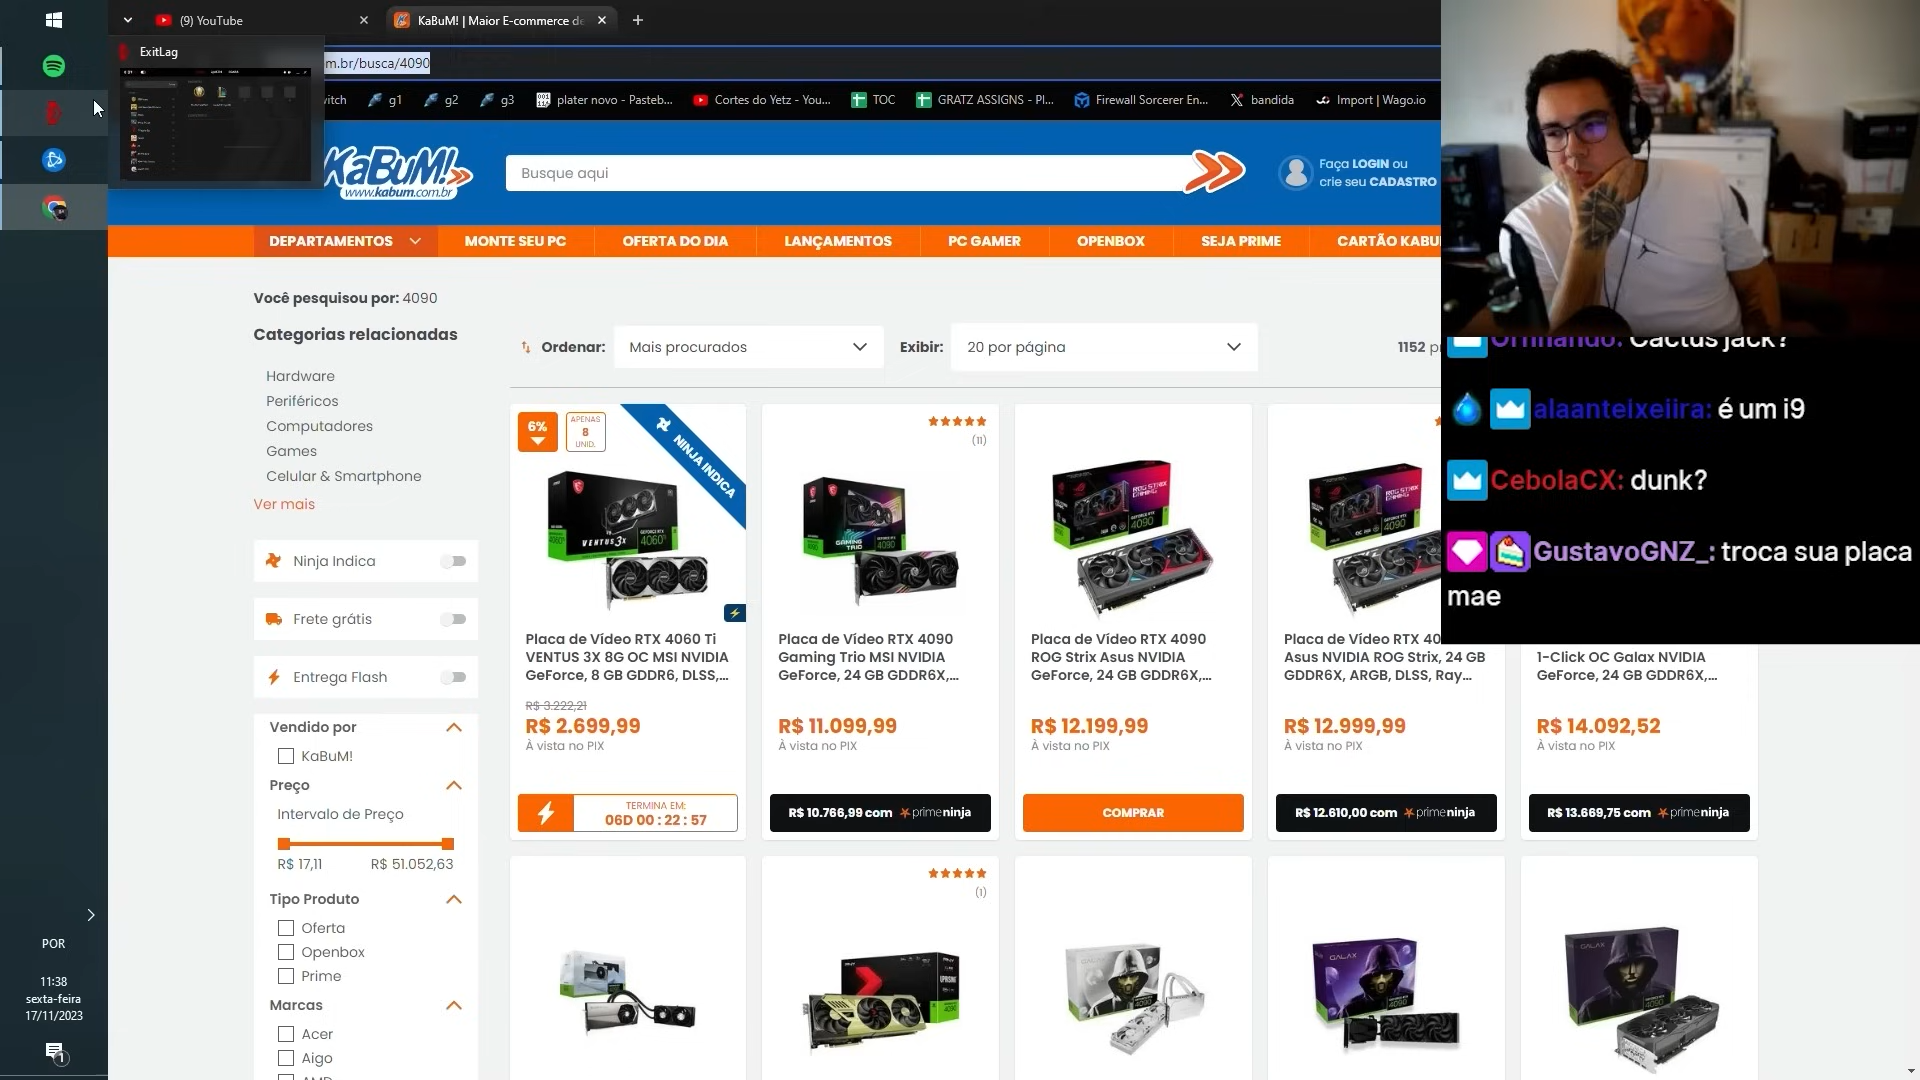 (9) YouTube
KaBuM! | Maior E-commerce de
ExitLag
m.br/busca/4090
witch
g1
g2
g3
plater novo - Pasteb...
Cortes do Yetz - You...
TOC
GRATZ ASSIGNS - Pl...
Firewall Sorcerer En...
bandida
Import | Wago.io
KaBuM!
www.kabum.com.br
Busque aqui
Faça LOGIN ou
crie seu CADASTRO
DEPARTAMENTOS
MONTE SEU PC
OFERTA DO DIA
LANÇAMENTOS
PC GAMER
OPENBOX
SEJA PRIME
CARTÃO KABU
Você pesquisou por: 4090
Categorias relacionadas
Hardware
Periféricos
Computadores
Games
Celular & Smartphone
Ver mais
Ninja Indica
Frete grátis
Entrega Flash
Vendido por
KaBuM!
Preço
Intervalo de Preço
R$ 17,11
R$ 51.052,63
Tipo Produto
Oferta
Openbox
Prime
Marcas
Acer
Aigo
AMD
Ordenar:
Mais procurados
Exibir:
20 por página
1152 pr
6%
APENAS
8
UNID.
NINJA INDICA
VENTUS 3X
Placa de Vídeo RTX 4060 Ti
VENTUS 3X 8G OC MSI NVIDIA
GeForce, 8 GB GDDR6, DLSS,...
R$ 3.222,21
R$ 2.699,99
À vista no PIX
TERMINA EM:
06D 00 : 22 : 57
(11)
GAMING
TRIO
Placa de Vídeo RTX 4090
Gaming Trio MSI NVIDIA
GeForce, 24 GB GDDR6X,...
R$ 11.099,99
À vista no PIX
R$ 10.766,99 com primeninja
Placa de Vídeo RTX 4090
ROG Strix Asus NVIDIA
GeForce, 24 GB GDDR6X,...
R$ 12.199,99
À vista no PIX
COMPRAR
Placa de Vídeo RTX 40
Asus NVIDIA ROG Strix, 24 GB
GDDR6X, ARGB, DLSS, Ray...
R$ 12.999,99
À vista no PIX
R$ 12.610,00 com primeninja
1-Click OC Galax NVIDIA
GeForce, 24 GB GDDR6X,...
R$ 14.092,52
À vista no PIX
R$ 13.669,75 com primeninja
(1)
GALAX
GALAX
GALAX
Cactus jack?
alaanteixeiira: é um i9
CebolaCX: dunk?
GustavoGNZ_: troca sua placa
mae
POR
11:38
sexta-feira
17/11/2023
1